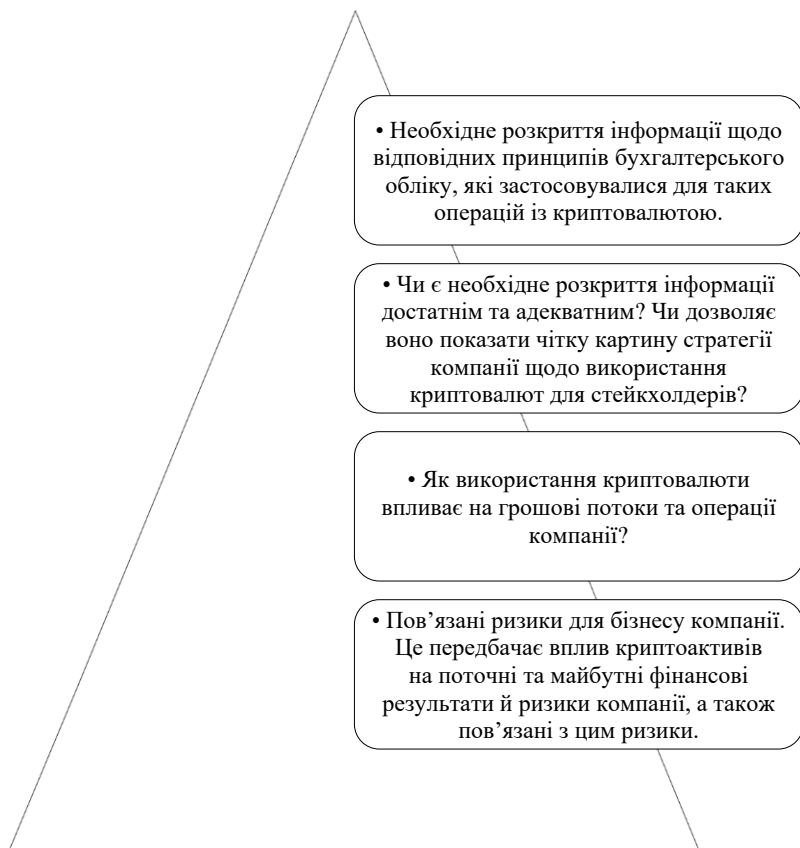 • Необхідне розкриття інформації щодо
відповідних принципів бухгалтерського
обліку, які застосовувалися для таких
операцій із криптовалютою.
• Чи є необхідне розкриття інформації
достатнім та адекватним? Чи дозволяє
воно показати чітку картину стратегії
компанії щодо використання
криптовалют для стейкхолдерів?
• Як використання криптовалюти
впливає на грошові потоки та операції
компанії?
• Пов’язані ризики для бізнесу компанії.
Це передбачає вплив криптоактивів
на поточні та майбутні фінансові
результати й ризики компанії, а також
пов’язані з цим ризики.